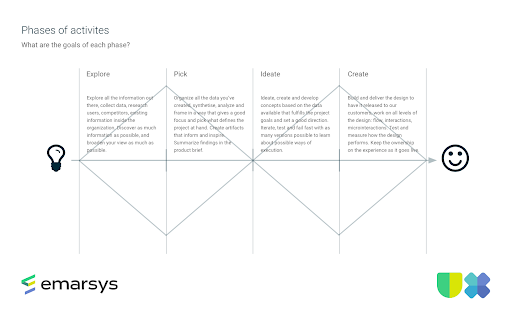 Phases of activites
What are the goals of each phase?
Explore
Explore all the information out
there, collect data, research
users, competitors, existing
information inside the
organization. Discover as much
information as possible, and
broaden your view as much as
possible.
Pick
Organize all the data you've
created, synthetise, analyze and
frame in a way that gives a good
focus and pick what defines the
project at hand. Create artifacts
that inform and inspire.
Summarize findings in the
product brief.
Ideate
Ideate, create and develop
concepts based on the data
available that fulfills the project
goals and set a good direction.
Iterate, test and fail fast with as
many versions possible to learn
about possible ways of
execution.
Create
Build and deliver the design to
have it released to our
customers, work on all levels of
the design: flow, interactions,
microinteractions. Test and
measure how the design
performs. Keep the ownership
on the experience as it goes live.
emarsys
UX